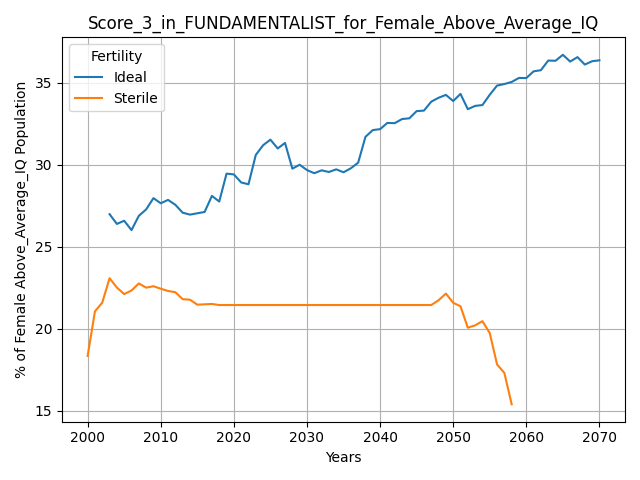 Score_3_in_FUNDAMENTALIST_for_Female_Above_Average_IQ
Fertility
Ideal
Sterile
% of Female Above_Average_IQ Population
35
30
25
20
15
2000 2010 2020 2030 2040 2050 2060 2070
Years